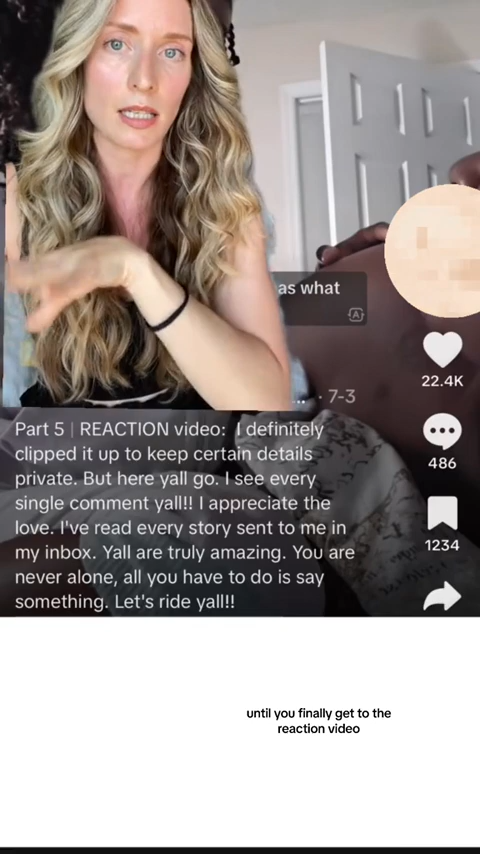 as what
... · 7-3
Part 5 | REACTION video: I definitely
clipped it up to keep certain details
private. But here yall go. I see every
single comment yall!! I appreciate the
love. I've read every story sent to me in
my inbox. Yall are truly amazing. You are
never alone, all you have to do is say
something. Let's ride yall!!
22.4K
486
1234
until you finally get to the
reaction video